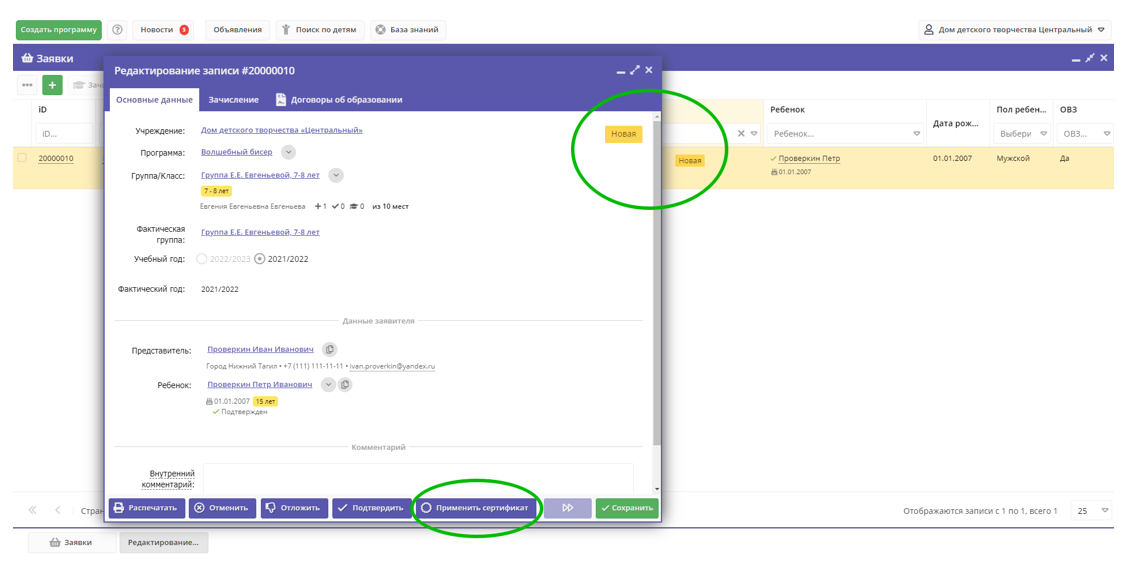 Создать программу
Новости 3
Объявления
Поиск по детям
База знаний
Дом детского творчества Центральный
Заявки
Редактирование записи #20000010
Основные данные
Зачисление
Договоры об образовании
iD
Ребенок
Дата рож...
Пол ребен...
ОВЗ
iD...
Ребенок...
Выбери
ОВЗ...
20000010
Новая
Проверкин Петр
01.01.2007
01.01.2007
Мужской
Да
Учреждение: Дом детского творчества «Центральный»
Новая
Программа: Волшебный бисер
Группа/Класс: Группа Е.Е. Евгеньевой, 7-8 лет
7 - 8 лет
Евгения Евгеньевна Евгеньева +1 ✓0 0 из 10 мест
Фактическая группа: Группа Е.Е. Евгеньевой, 7-8 лет
Учебный год: 2022/2023 2021/2022
Фактический год: 2021/2022
Данные заявителя
Представитель: Проверкин Иван Иванович
Город Нижний Тагил • +7 (111) 111-11-11 • ivan.proverkin@yandex.ru
Ребенок: Проверкин Петр Иванович
01.01.2007 15 лет
Подтвержден
Комментарий
Внутренний
комментарий:
Распечатать
Отменить
Отложить
Подтвердить
Применить сертификат
Сохранить
Стран
Отображаются записи с 1 по 1, всего 1
25
Заявки
Редактирование...